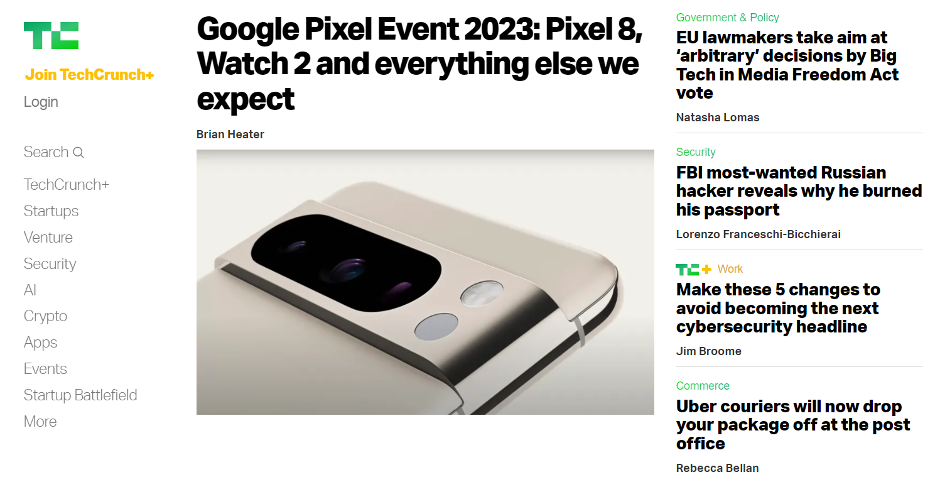 TC
Join TechCrunch+
Login
Search
TechCrunch+
Startups
Venture
Security
AI
Crypto
Apps
Events
Startup Battlefield
More
Google Pixel Event 2023: Pixel 8,
Watch 2 and everything else we
expect
Brian Heater
Government & Policy
EU lawmakers take aim at
‘arbitrary’ decisions by Big
Tech in Media Freedom Act
vote
Natasha Lomas
Security
FBI most-wanted Russian
hacker reveals why he burned
his passport
Lorenzo Franceschi-Bicchierai
TC+ Work
Make these 5 changes to
avoid becoming the next
cybersecurity headline
Jim Broome
Commerce
Uber couriers will now drop
your package off at the post
office
Rebecca Bellan